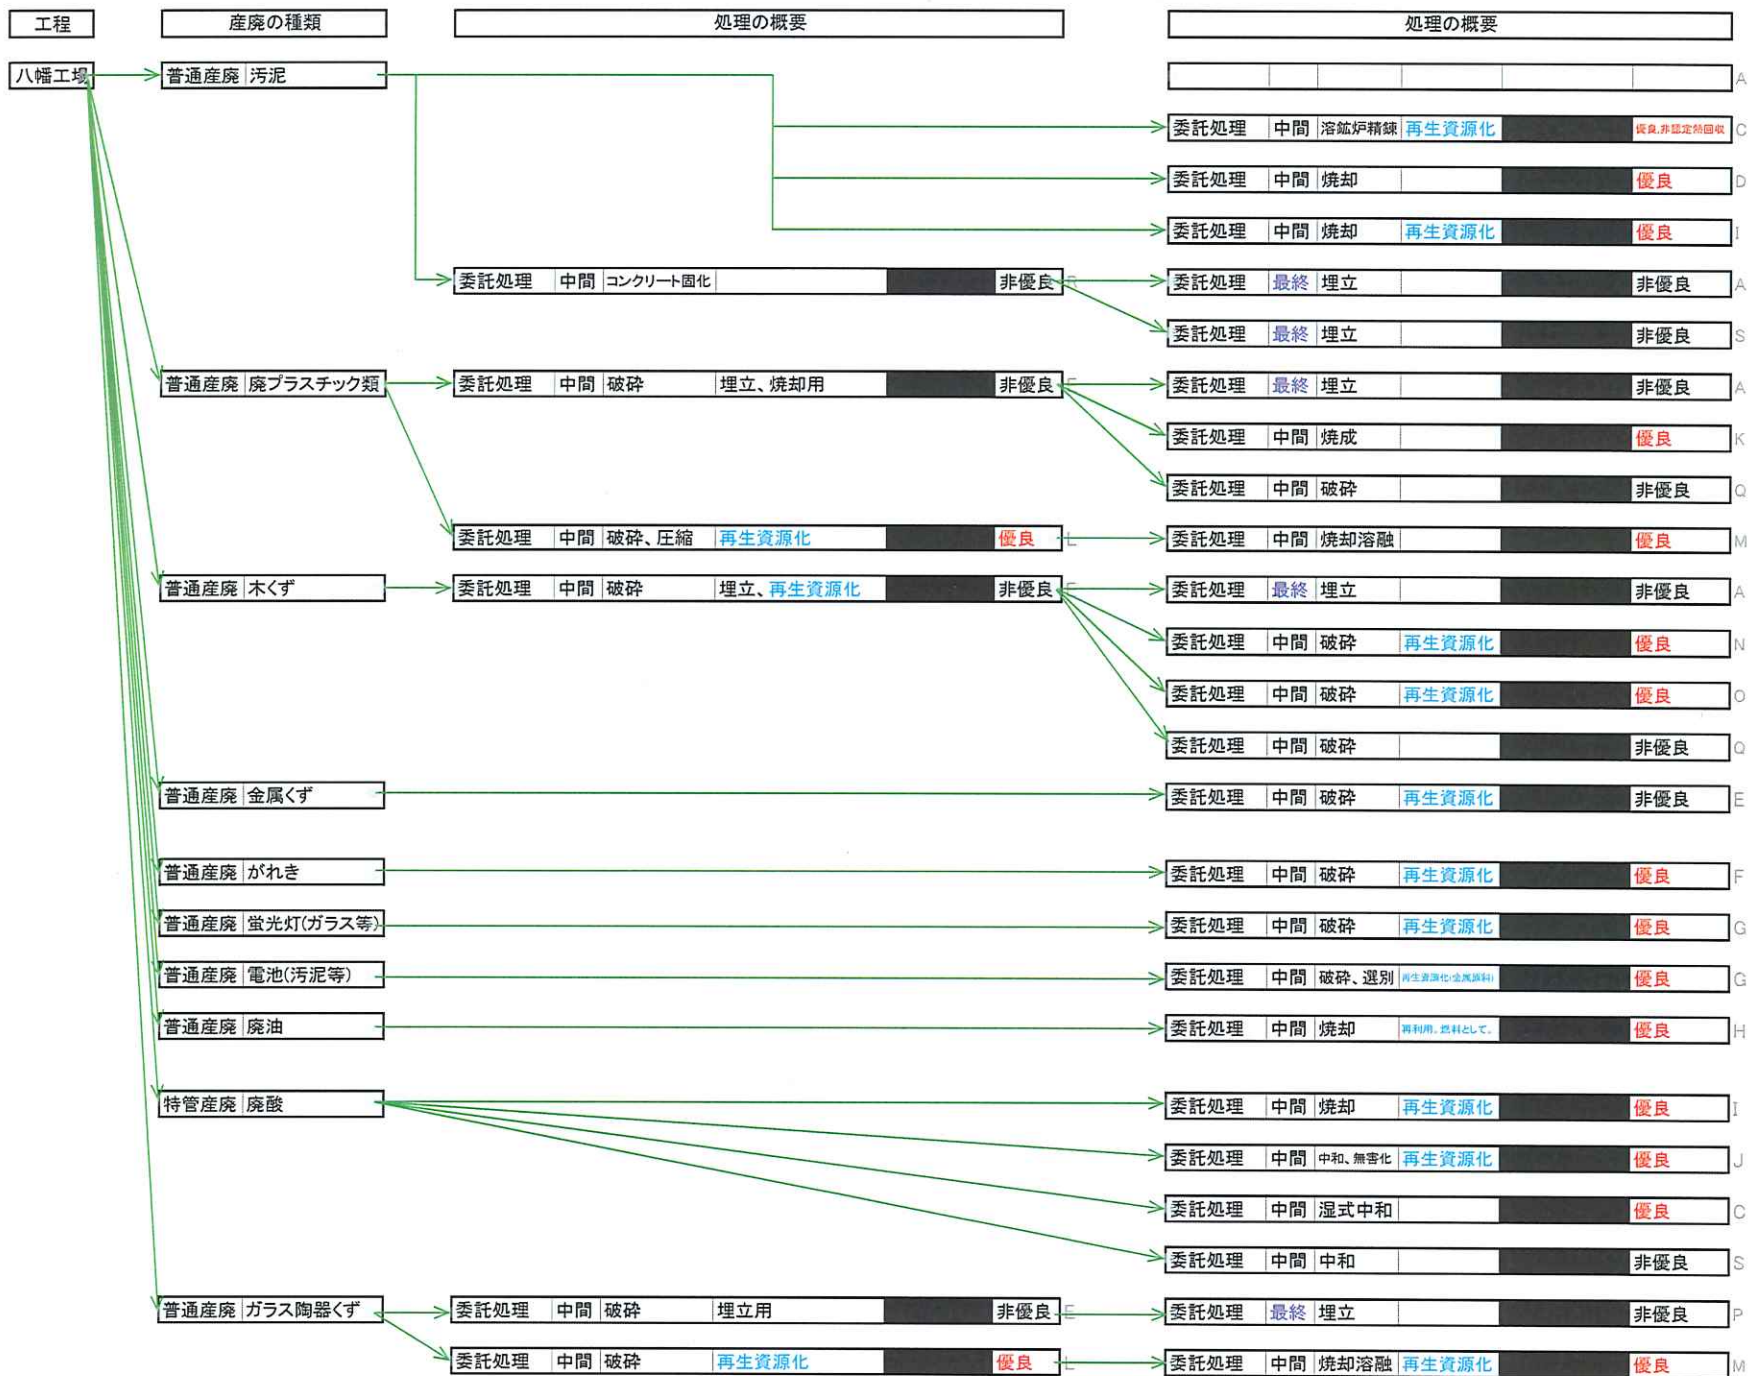 工程 産廃の種類 処理の概要 処理の概要
八幡工場 普通産廃 汚泥 A
委託処理 中間 溶鉱炉精錬 再生資源化 優良,非認定熱回収 C
委託処理 中間 焼却 優良 D
委託処理 中間 焼却 再生資源化 優良 I
委託処理 中間 コンクリート固化 非優良 R 委託処理 最終 埋立 非優良 A
委託処理 最終 埋立 非優良 S
普通産廃 廃プラスチック類 委託処理 中間 破砕 埋立、焼却用 非優良 委託処理 最終 埋立 非優良 A
委託処理 中間 焼成 優良 K
委託処理 中間 破砕 非優良 Q
委託処理 中間 破砕、圧縮 再生資源化 優良 L 委託処理 中間 焼却溶融 優良 M
普通産廃 木くず 委託処理 中間 破砕 埋立、再生資源化 非優良 委託処理 最終 埋立 非優良 A
委託処理 中間 破砕 再生資源化 優良 N
委託処理 中間 破砕 再生資源化 優良 O
委託処理 中間 破砕 非優良 Q
普通産廃 金属くず 委託処理 中間 破砕 再生資源化 非優良 E
普通産廃 がれき 委託処理 中間 破砕 再生資源化 優良 F
普通産廃 蛍光灯(ガラス等) 委託処理 中間 破砕 再生資源化 優良 G
普通産廃 電池(汚泥等) 委託処理 中間 破砕、選別 再生資源化(金属原料) 優良 G
普通産廃 廃油 委託処理 中間 焼却 再利用。燃料として。 優良 H
特管産廃 廃酸 委託処理 中間 焼却 再生資源化 優良 I
委託処理 中間 中和、無害化 再生資源化 優良 J
委託処理 中間 湿式中和 優良 C
委託処理 中間 中和 非優良 S
普通産廃 ガラス陶器くず 委託処理 中間 破砕 埋立用 非優良 E 委託処理 最終 埋立 非優良 P
委託処理 中間 破砕 再生資源化 優良 L 委託処理 中間 焼却溶融 再生資源化 優良 M